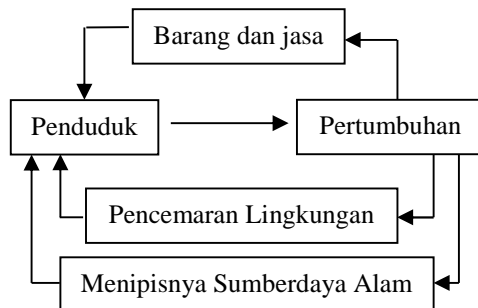 Barang dan jasa
Penduduk
Pertumbuhan
Pencemaran Lingkungan
Menipisnya Sumberdaya Alam